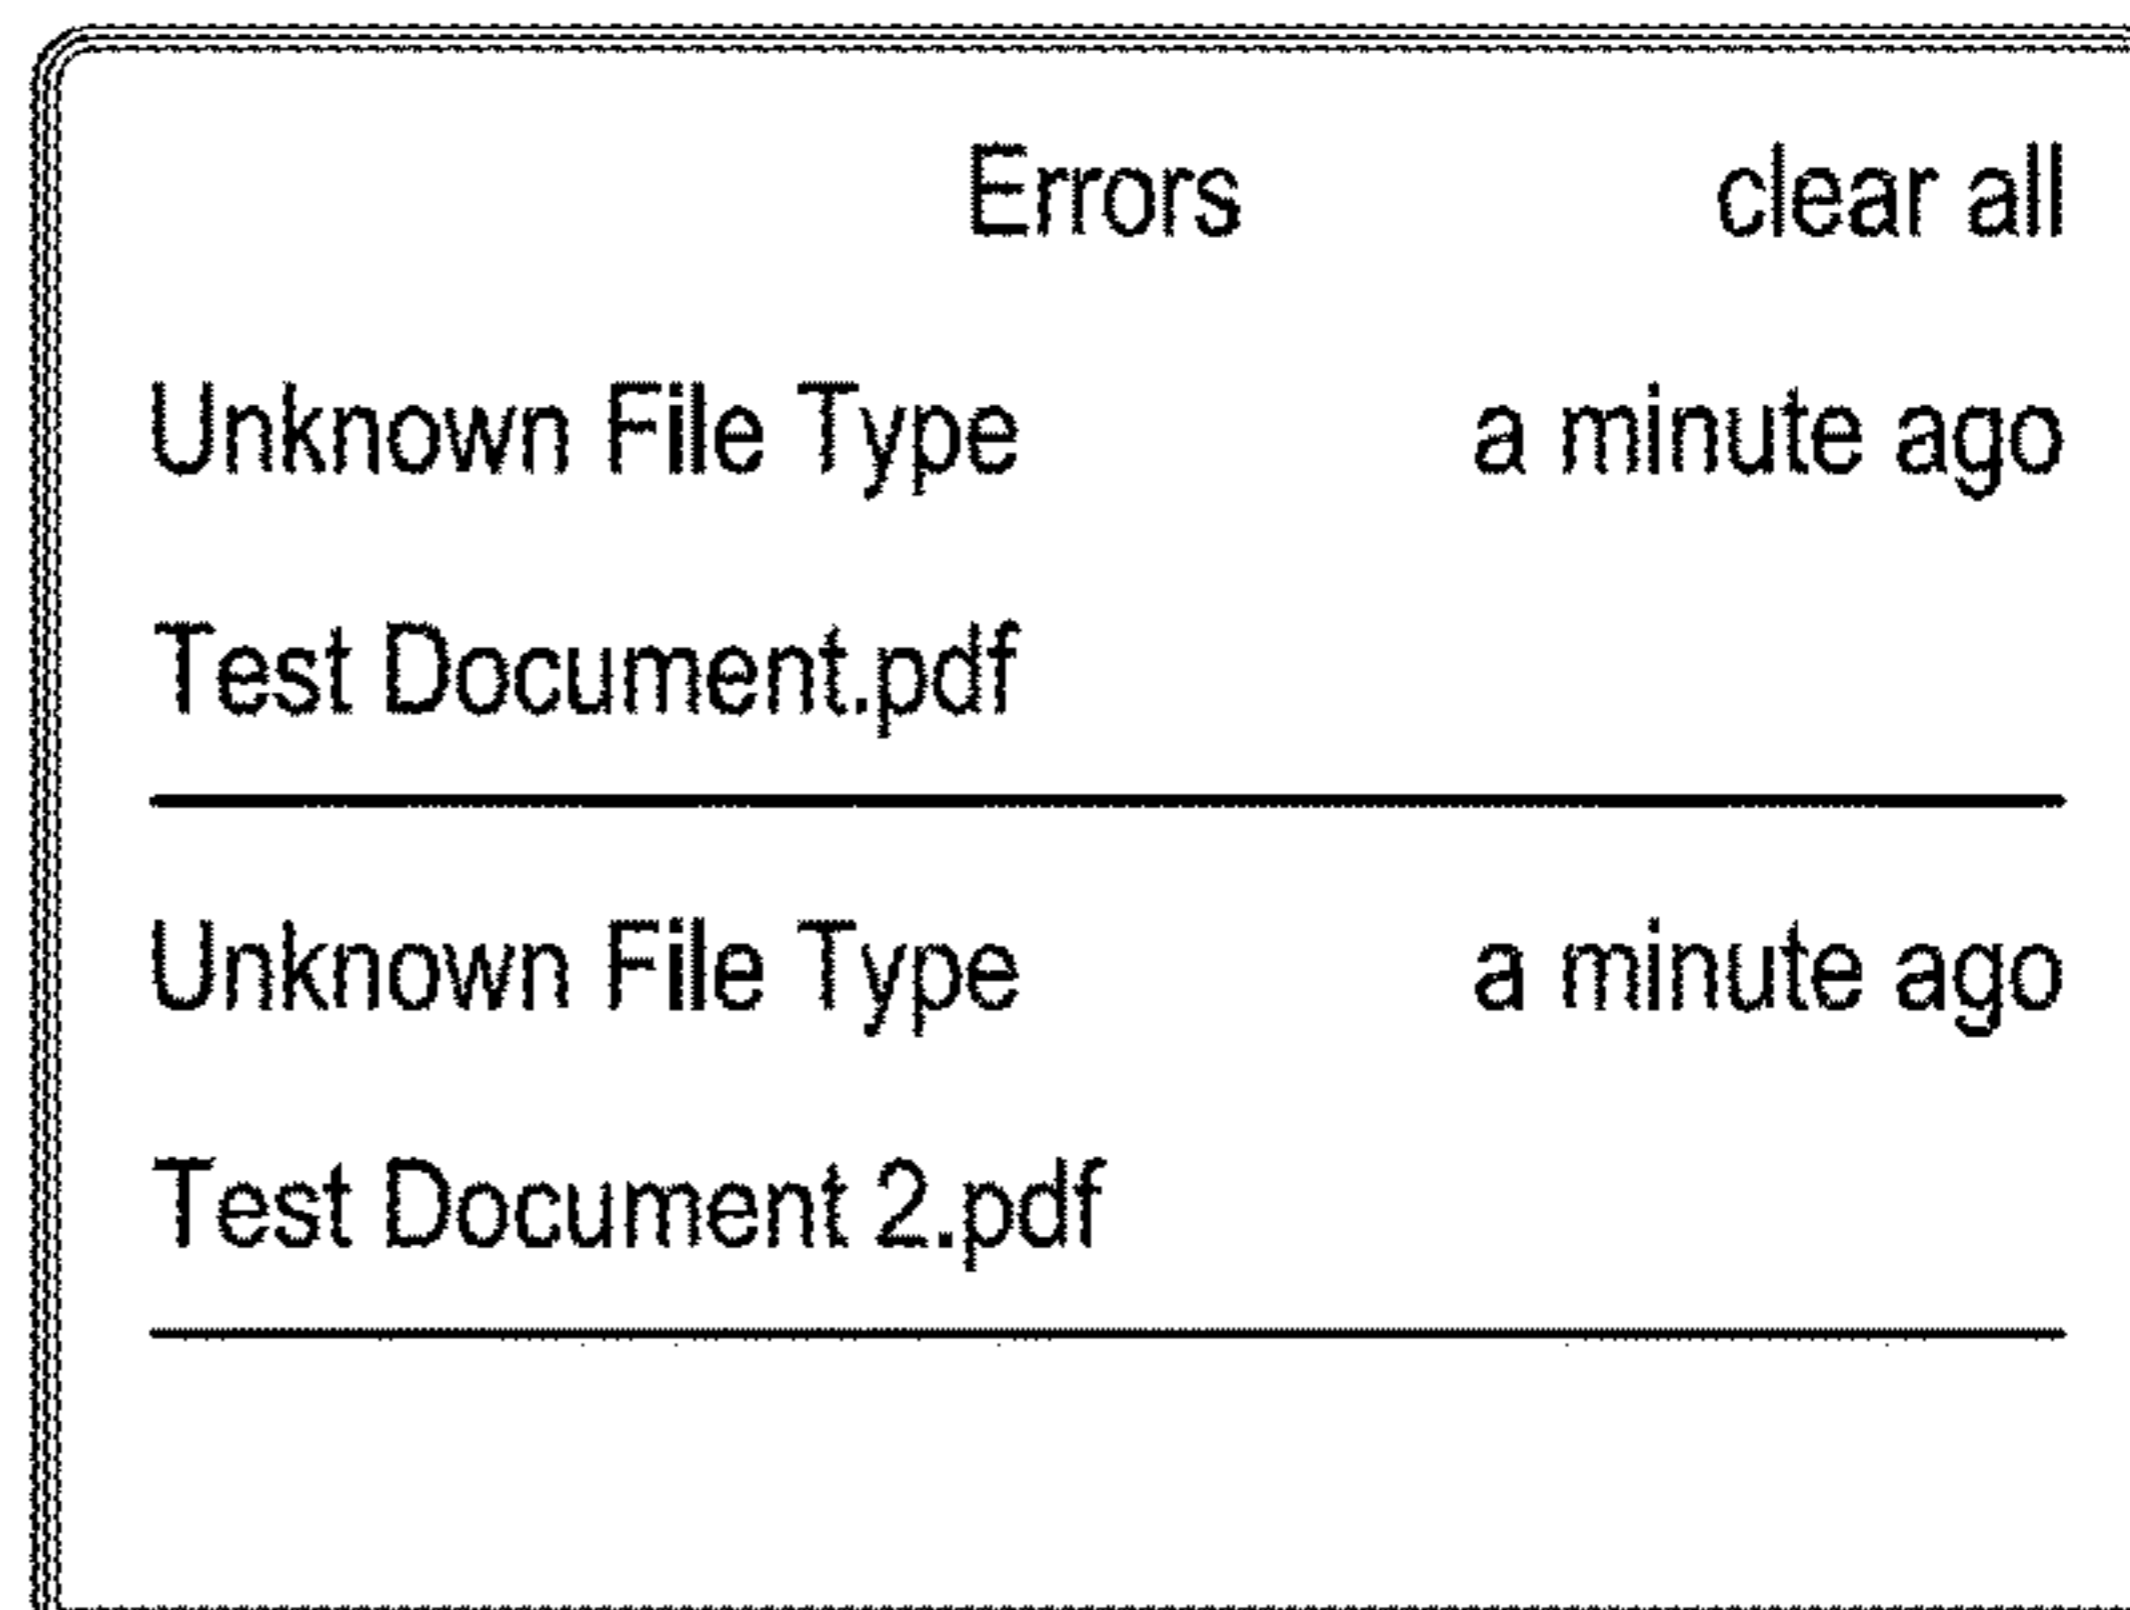 Errors clear all
Unknown File Type a minute ago
Test Document.pdf
Unknown File Type a minute ago
Test Document 2.pdf